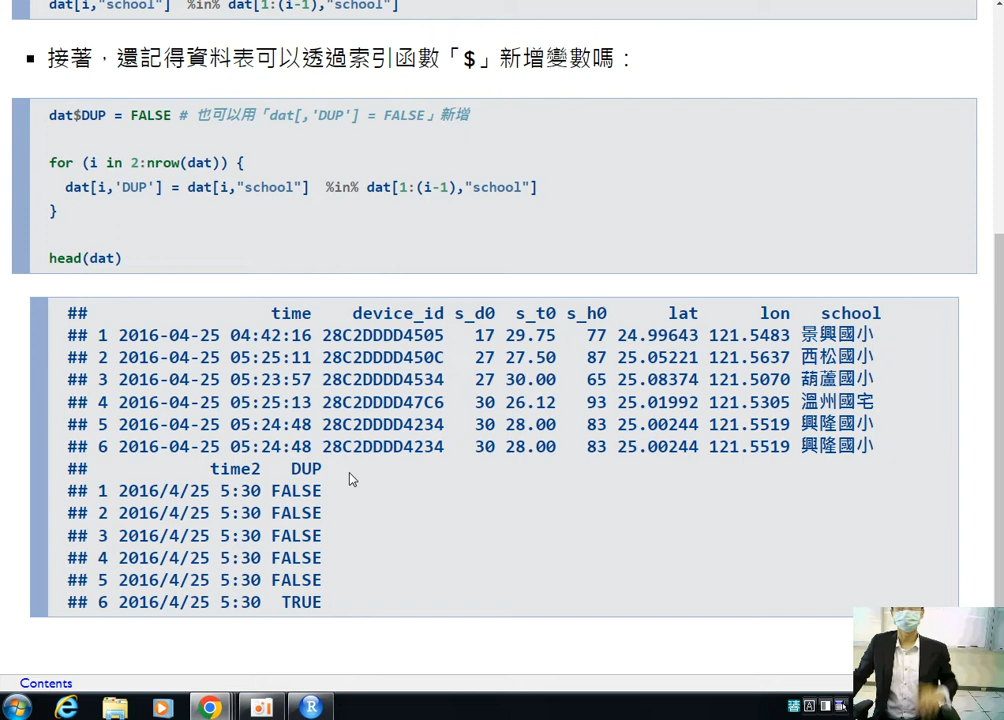 dat[i,"school"]  %in% dat[1:(i-1),"school"]
▪ 接著，還記得資料表可以透過索引函數「$」新增變數嗎：
dat$DUP = FALSE # 也可以用「dat[,'DUP'] = FALSE」新增
for (i in 2:nrow(dat)) {
dat[i,'DUP'] = dat[i,"school"]  %in% dat[1:(i-1),"school"]
}
head(dat)
## time device_id s_d0 s_t0 s_h0 lat lon school
## 1 2016-04-25 04:42:16 28C2DDDD4505 17 29.75 77 24.99643 121.5483 景興國小
## 2 2016-04-25 05:25:11 28C2DDDD450C 27 27.50 87 25.05221 121.5637 西松國小
## 3 2016-04-25 05:23:57 28C2DDDD4534 27 30.00 65 25.08374 121.5070 葫蘆國小
## 4 2016-04-25 05:25:13 28C2DDDD47C6 30 26.12 93 25.01992 121.5305 溫州國宅
## 5 2016-04-25 05:24:48 28C2DDDD4234 30 28.00 83 25.00244 121.5519 興隆國小
## 6 2016-04-25 05:24:48 28C2DDDD4234 30 28.00 83 25.00244 121.5519 興隆國小
## time2 DUP
## 1 2016/4/25 5:30 FALSE
## 2 2016/4/25 5:30 FALSE
## 3 2016/4/25 5:30 FALSE
## 4 2016/4/25 5:30 FALSE
## 5 2016/4/25 5:30 FALSE
## 6 2016/4/25 5:30 TRUE
Contents